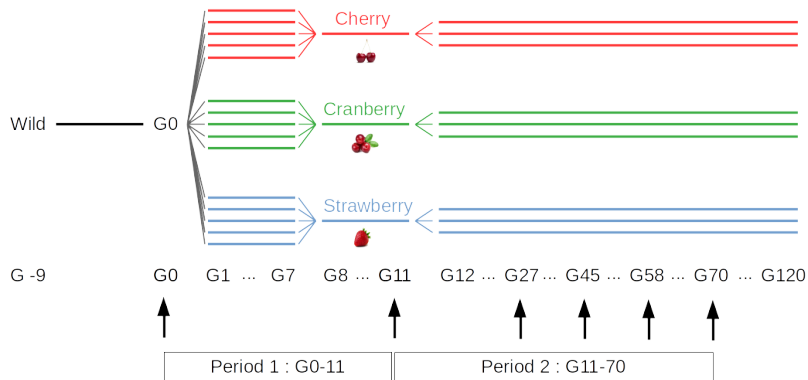 Cherry
Cranberry
Wild G0
Strawberry
G -9 G0 G1 ... G7 G8 ... G11 G12 ... G27 ... G45 ... G58 ... G70 ... G120
Period 1 : G0-11 Period 2 : G11-70